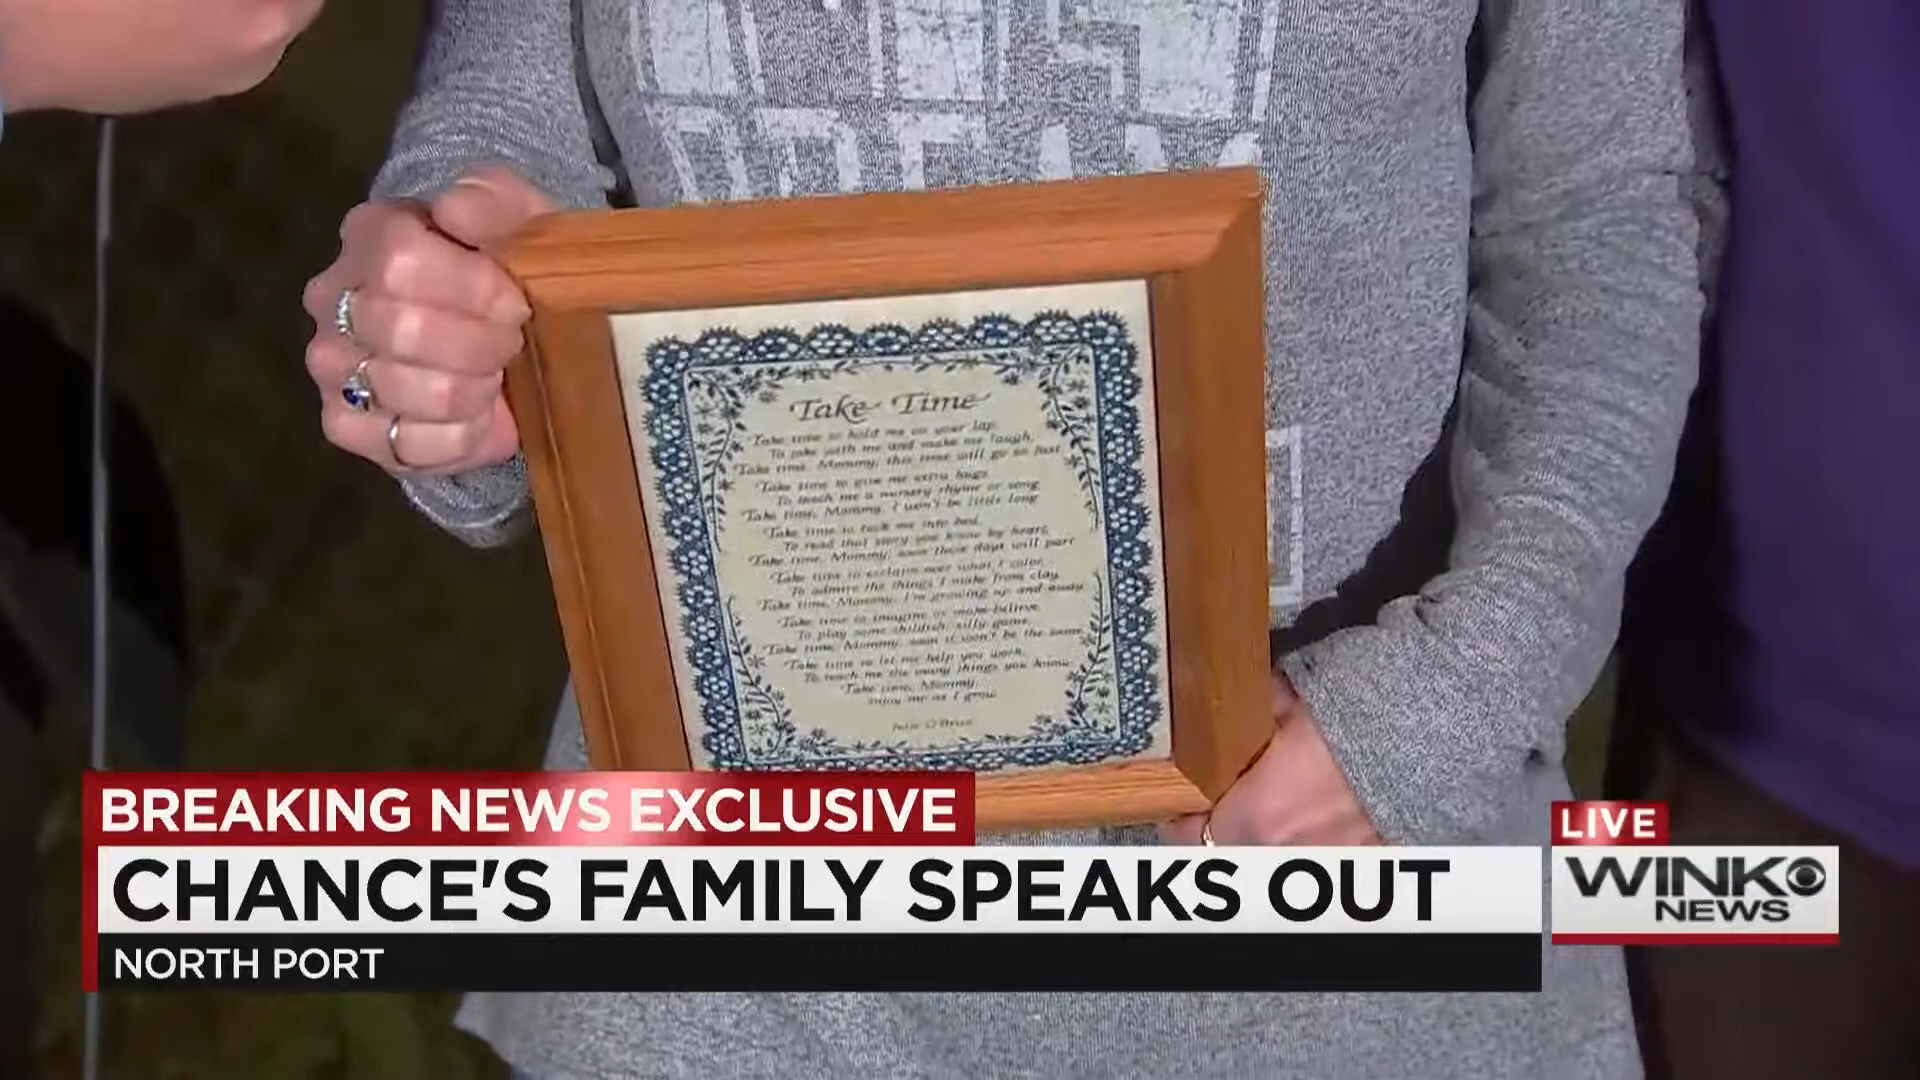 DREAM
Take Time
Take time to hold me on your lap,
To joke with me and make me laugh,
Take time, Mommy, this time will go so fast
Take time to give me extra hugs
To teach me a nursery rhyme or song
Take time, Mommy, I won't be little long
Take time to tuck me into bed,
To read that story you know by heart,
Take time, Mommy, soon these days will part
Take time to exclaim over what I color,
To admire the things I make from clay
Take time, Mommy, I'm growing up and away
Take time to imagine or make-believe
To play some childish, silly game,
Take time, Mommy, soon it won't be the same
Take time to let me help you work,
To teach me the many things you know
Take time, Mommy,
enjoy me as I grow
BREAKING NEWS EXCLUSIVE
CHANCE'S FAMILY SPEAKS OUT
NORTH PORT
LIVE
WINK
NEWS